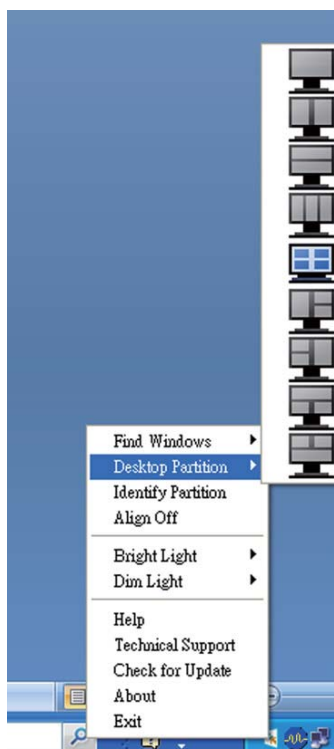 Find Windows
Desktop Partition
Identify Partition
Align Off
Bright Light
Dim Light
Help
Technical Support
Check for Update
About
Exit